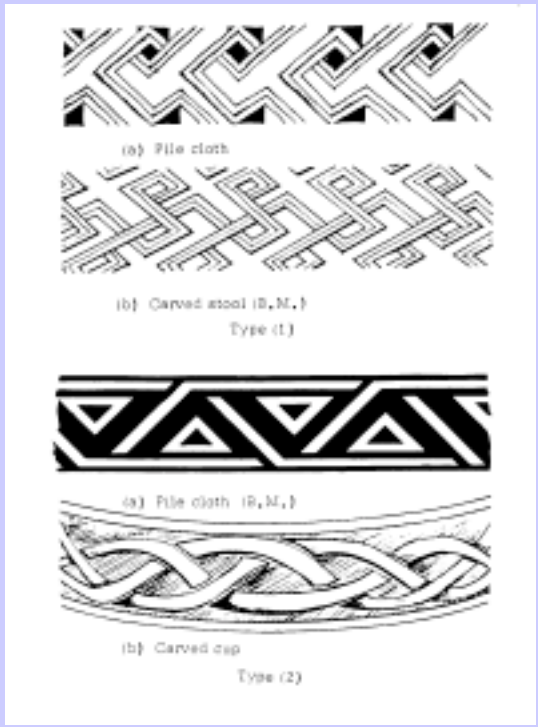 (a) Pile cloth
(b) Carved stool (B.M.)
Type (1)
(a) Pile cloth (B.M.)
(b) Carved cup
Type (2)